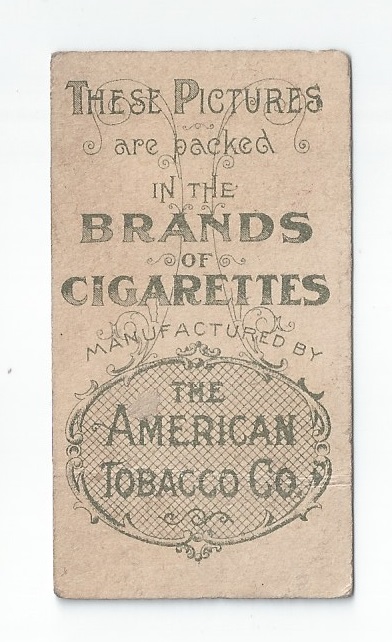 THESE PICTURES
are packed
IN THE
BRANDS
OF
CIGARETTES
MANUFACTURED BY
THE
AMERICAN
TOBACCO CO.